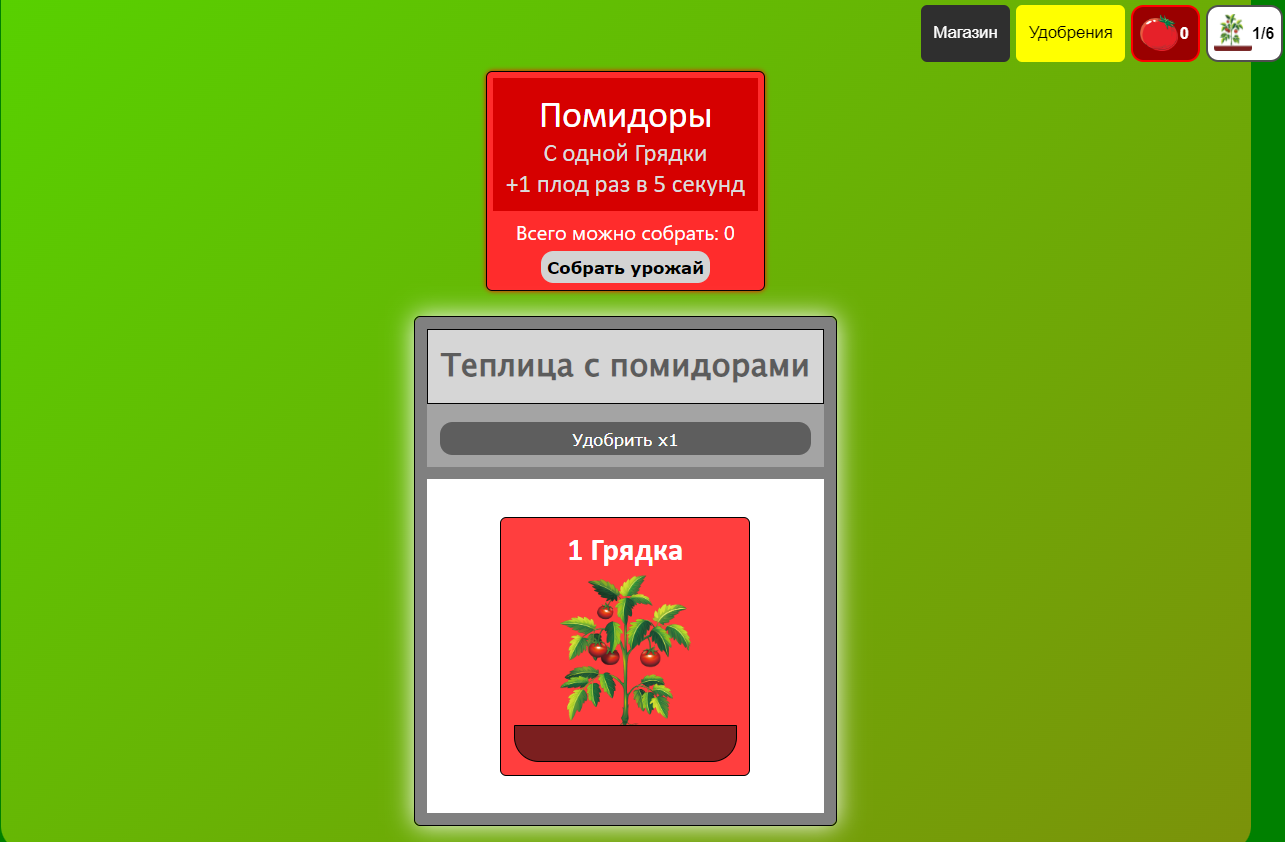 Магазин
Удобрения
0
1/6
Помидоры
С одной Грядки
+1 плод раз в 5 секунд
Всего можно собрать: 0
Собрать урожай
Теплица с помидорами
Удобрить x1
1 Грядка